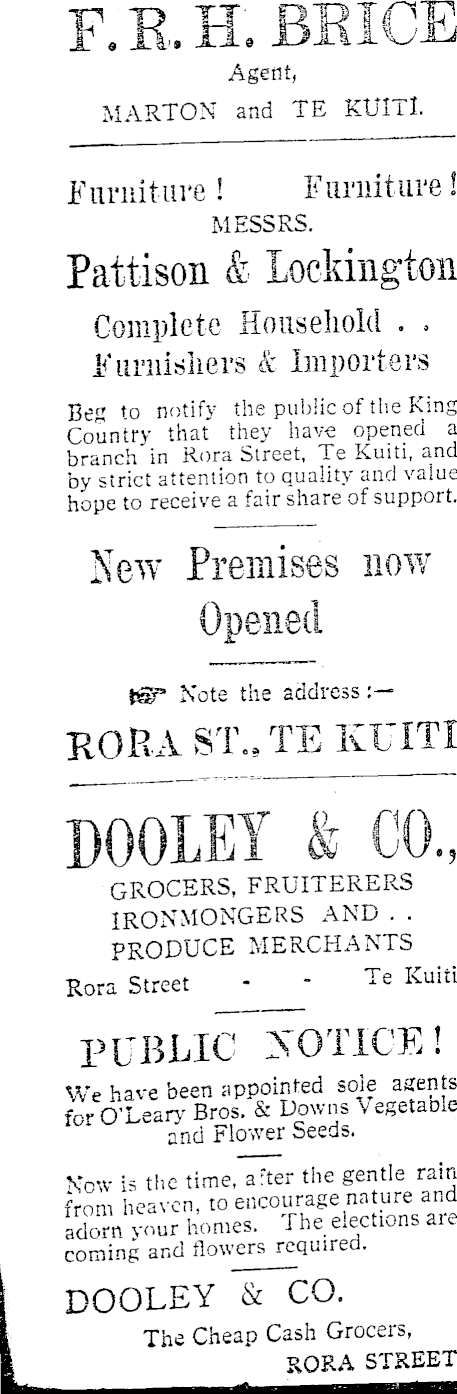 F. R. H. BRICE
Agent,
MARTON and TE KUITI.
Furniture! Furniture!
MESSRS.
Pattison & Lockington
Complete Household . .
Furnishers & Importers
Beg to notify the public of the King
Country that they have opened a
branch in Rora Street, Te Kuiti, and
by strict attention to quality and value
hope to receive a fair share of support.
New Premises now
Opened
☞ Note the address:—
RORA ST., TE KUITI
DOOLEY & CO.,
GROCERS, FRUITERERS
IRONMONGERS AND . .
PRODUCE MERCHANTS
Rora Street - - Te Kuiti
PUBLIC NOTICE!
We have been appointed sole agents
for O'Leary Bros. & Downs Vegetable
and Flower Seeds.
Now is the time, after the gentle rain
from heaven, to encourage nature and
adorn your homes. The elections are
coming and flowers required.
DOOLEY & CO.
The Cheap Cash Grocers,
RORA STREET